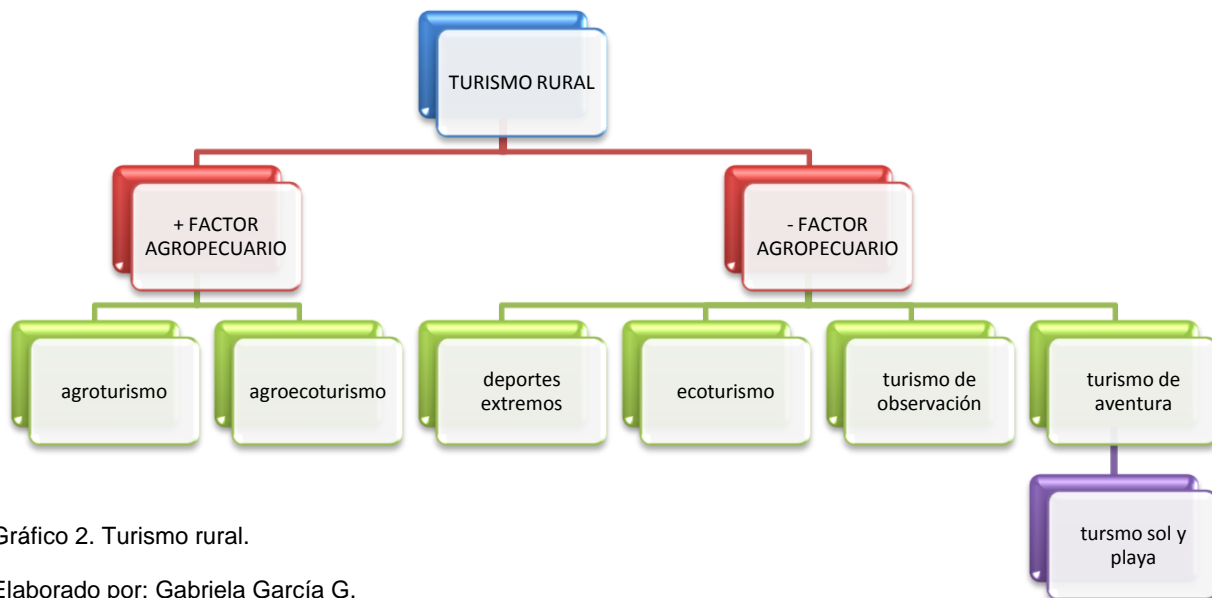 TURISMO RURAL
+ FACTOR
AGROPECUARIO
- FACTOR
AGROPECUARIO
agroturismo
agroecoturismo
deportes
extremos
ecoturismo
turismo de
observación
turismo de
aventura
tursmo sol y
playa
Gráfico 2. Turismo rural.
Elaborado por: Gabriela García G.